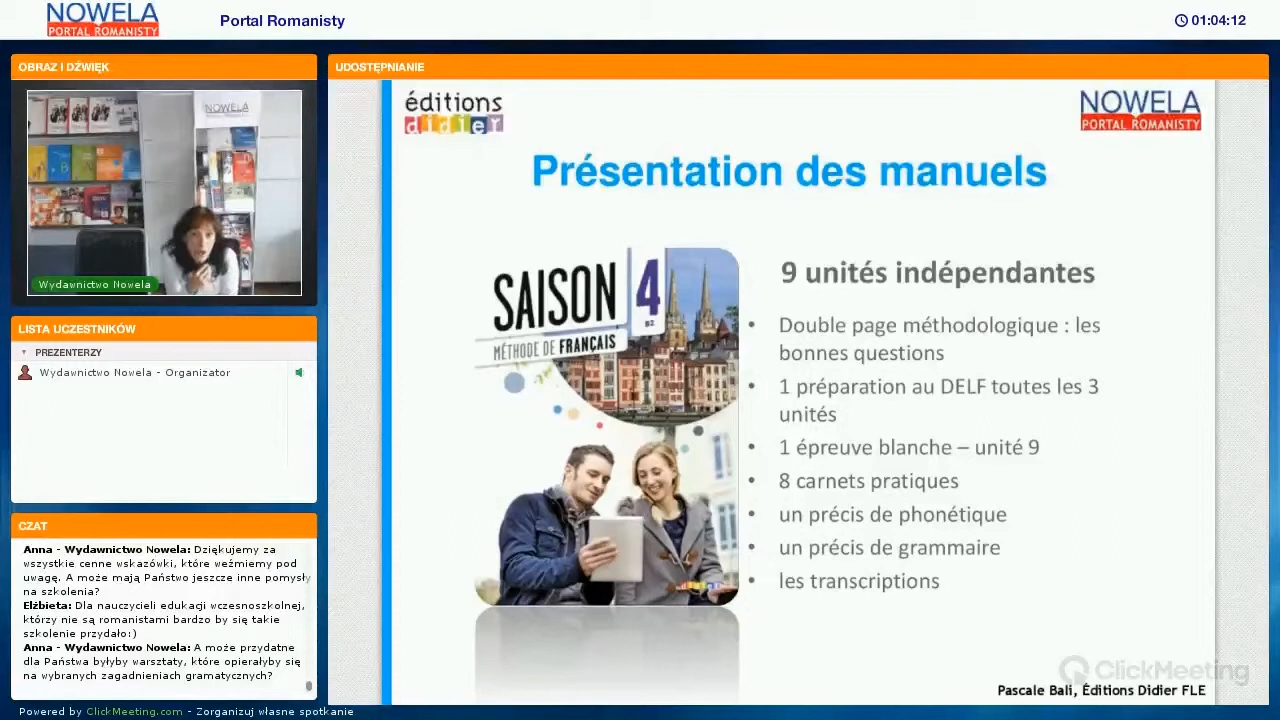 NOWELA
PORTAL ROMANISTY
Portal Romanisty
01:04:12
OBRAZ I DŹWIĘK
NOWELA
Wydawnictwo Nowela
LISTA UCZESTNIKÓW
PREZENTERZY
Wydawnictwo Nowela - Organizator
CZAT
Anna - Wydawnictwo Nowela: Dziękujemy za
wszystkie cenne wskazówki, które weźmiemy pod
uwagę. A może mają Państwo jeszcze inne pomysły
na szkolenia?
Elżbieta: Dla nauczycieli edukacji wczesnoszkolnej,
którzy nie są romanistami bardzo by się takie
szkolenie przydało:)
Anna - Wydawnictwo Nowela: A może przydatne
dla Państwa byłyby warsztaty, które opierałyby się
na wybranych zagadnieniach gramatycznych?
Powered by ClickMeeting.com - Zorganizuj własne spotkanie
UDOSTĘPNIANIE
éditions
didier
NOWELA
PORTAL ROMANISTY
Présentation des manuels
SAISON 4
B2
MÉTHODE DE FRANÇAIS
didier
9 unités indépendantes
• Double page méthodologique : les
bonnes questions
• 1 préparation au DELF toutes les 3
unités
• 1 épreuve blanche – unité 9
• 8 carnets pratiques
• un précis de phonétique
• un précis de grammaire
• les transcriptions
ClickMeeting
Pascale Bali, Éditions Didier FLE